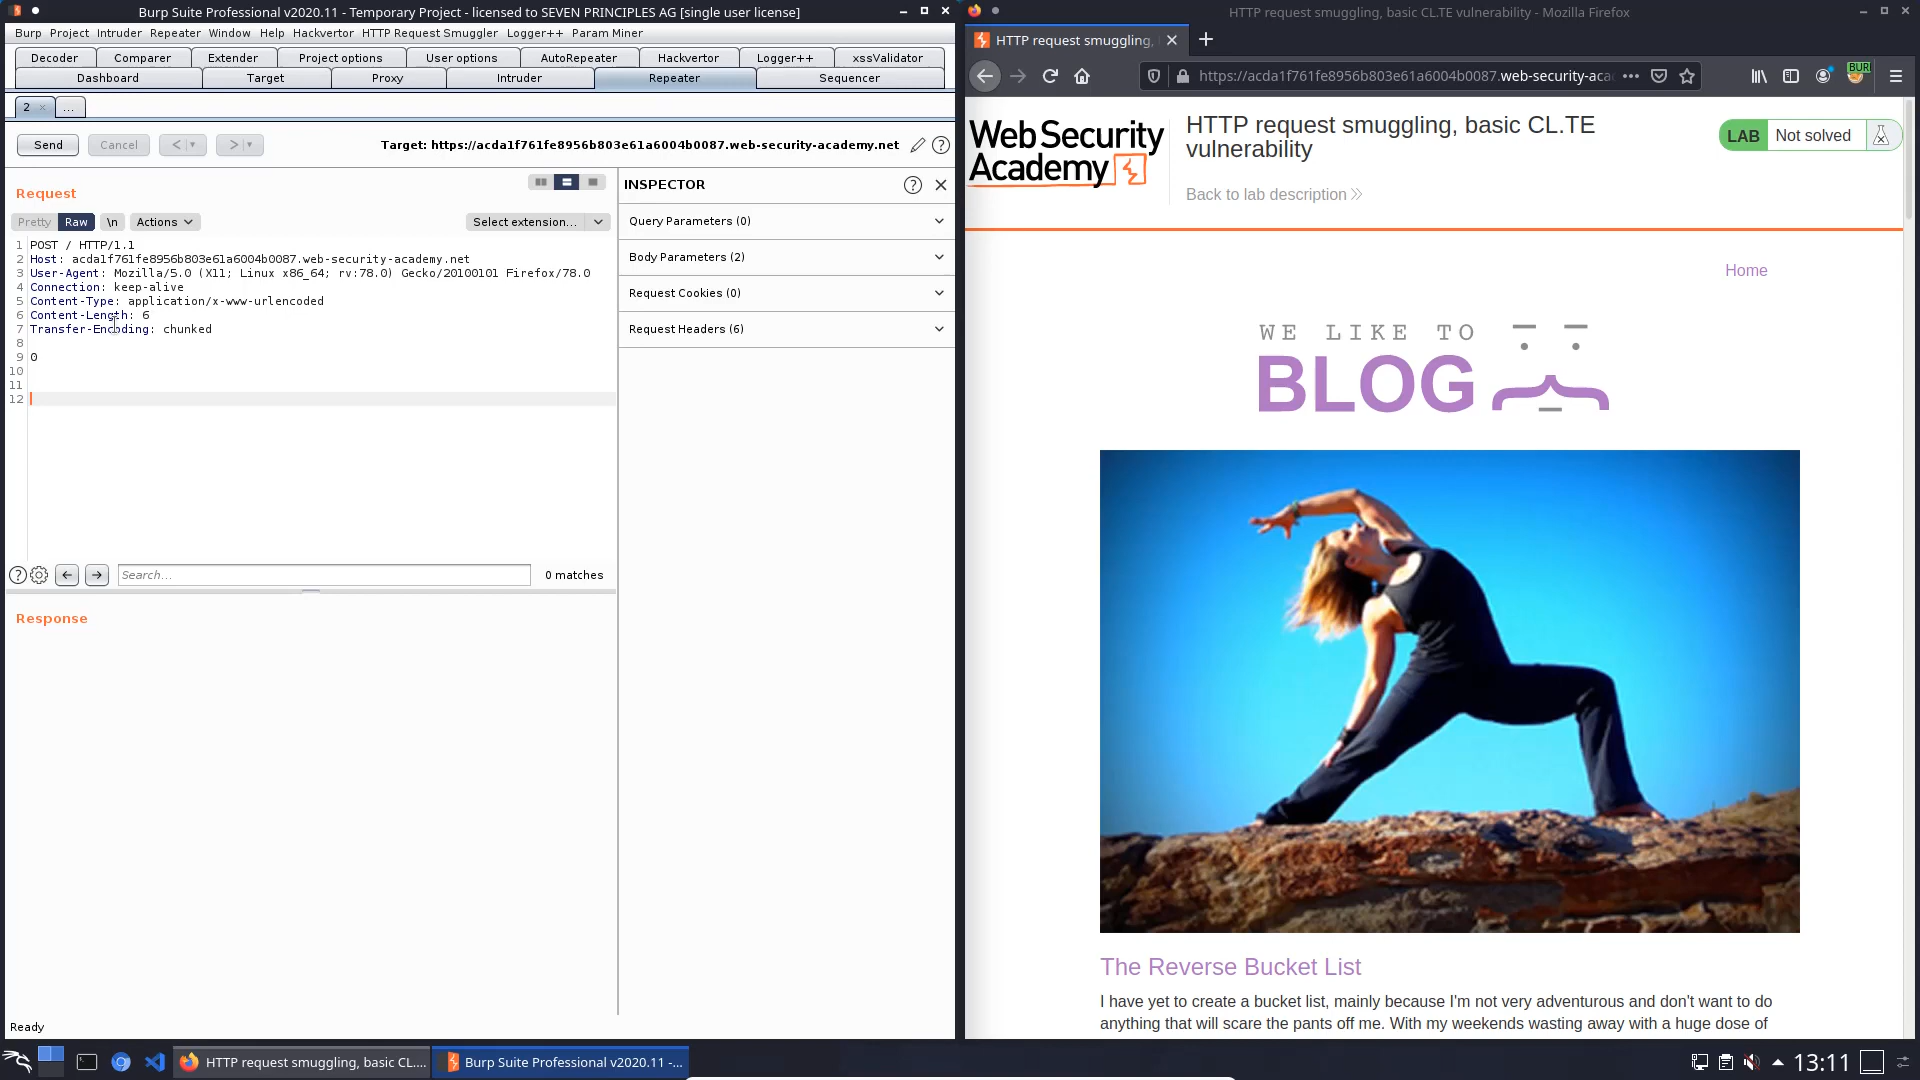 Burp Suite Professional v2020.11 - Temporary Project - licensed to SEVEN PRINCIPLES AG [single user license]
Burp Project Intruder Repeater Window Help Hackvertor HTTP Request Smuggler Logger++ Param Miner
Decoder Comparer Extender Project options User options AutoRepeater Hackvertor Logger++ xssValidator
Dashboard Target Proxy Intruder Repeater Sequencer
2 × ...
Send Cancel < > Target: https://acda1f761fe8956b803e61a6004b0087.web-security-academy.net ?
Request
Pretty Raw \n Actions Select extension...
1 POST / HTTP/1.1
2 Host: acda1f761fe8956b803e61a6004b0087.web-security-academy.net
3 User-Agent: Mozilla/5.0 (X11; Linux x86_64; rv:78.0) Gecko/20100101 Firefox/78.0
4 Connection: keep-alive
5 Content-Type: application/x-www-urlencoded
6 Content-Length: 6
7 Transfer-Encoding: chunked
8
9 0
10
11
12
? Search... 0 matches
Response
Ready
INSPECTOR ?
Query Parameters (0)
Body Parameters (2)
Request Cookies (0)
Request Headers (6)
HTTP request smuggling, basic CL.TE vulnerability - Mozilla Firefox
HTTP request smuggling,
https://acda1f761fe8956b803e61a6004b0087.web-security-aca ... BURI
WebSecurity
Academy
HTTP request smuggling, basic CL.TE
vulnerability
Back to lab description
LAB Not solved
Home
WE LIKE TO
BLOG
The Reverse Bucket List
I have yet to create a bucket list, mainly because I'm not very adventurous and don't want to do
anything that will scare the pants off me. With my weekends wasting away with a huge dose of
HTTP request smuggling, basic CL....
Burp Suite Professional v2020.11 -...
13:11